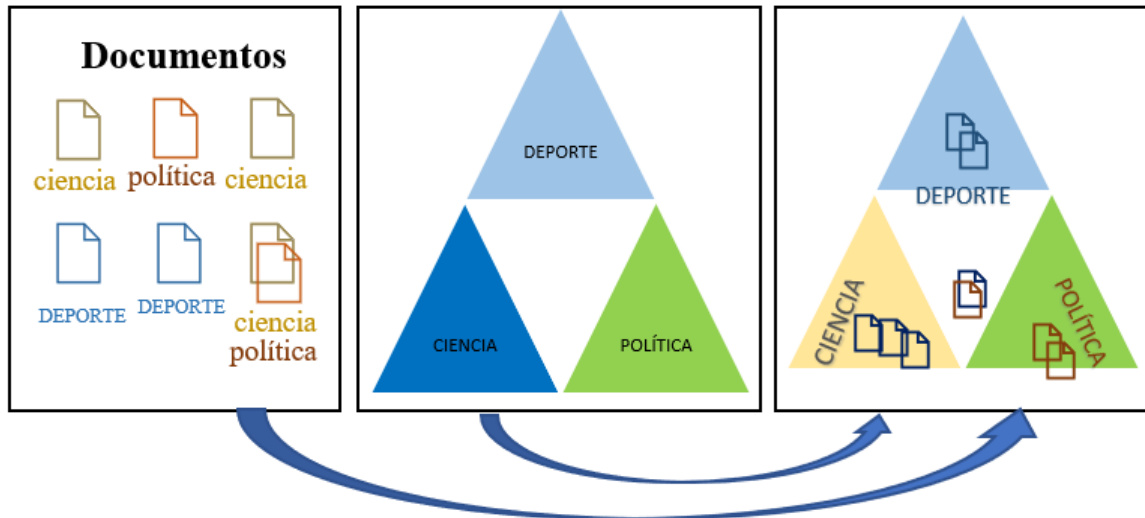 Documentos
ciencia
política
ciencia
DEPORTE
DEPORTE
ciencia
política
DEPORTE
CIENCIA
POLÍTICA
DEPORTE
CIENCIA
POLÍTICA